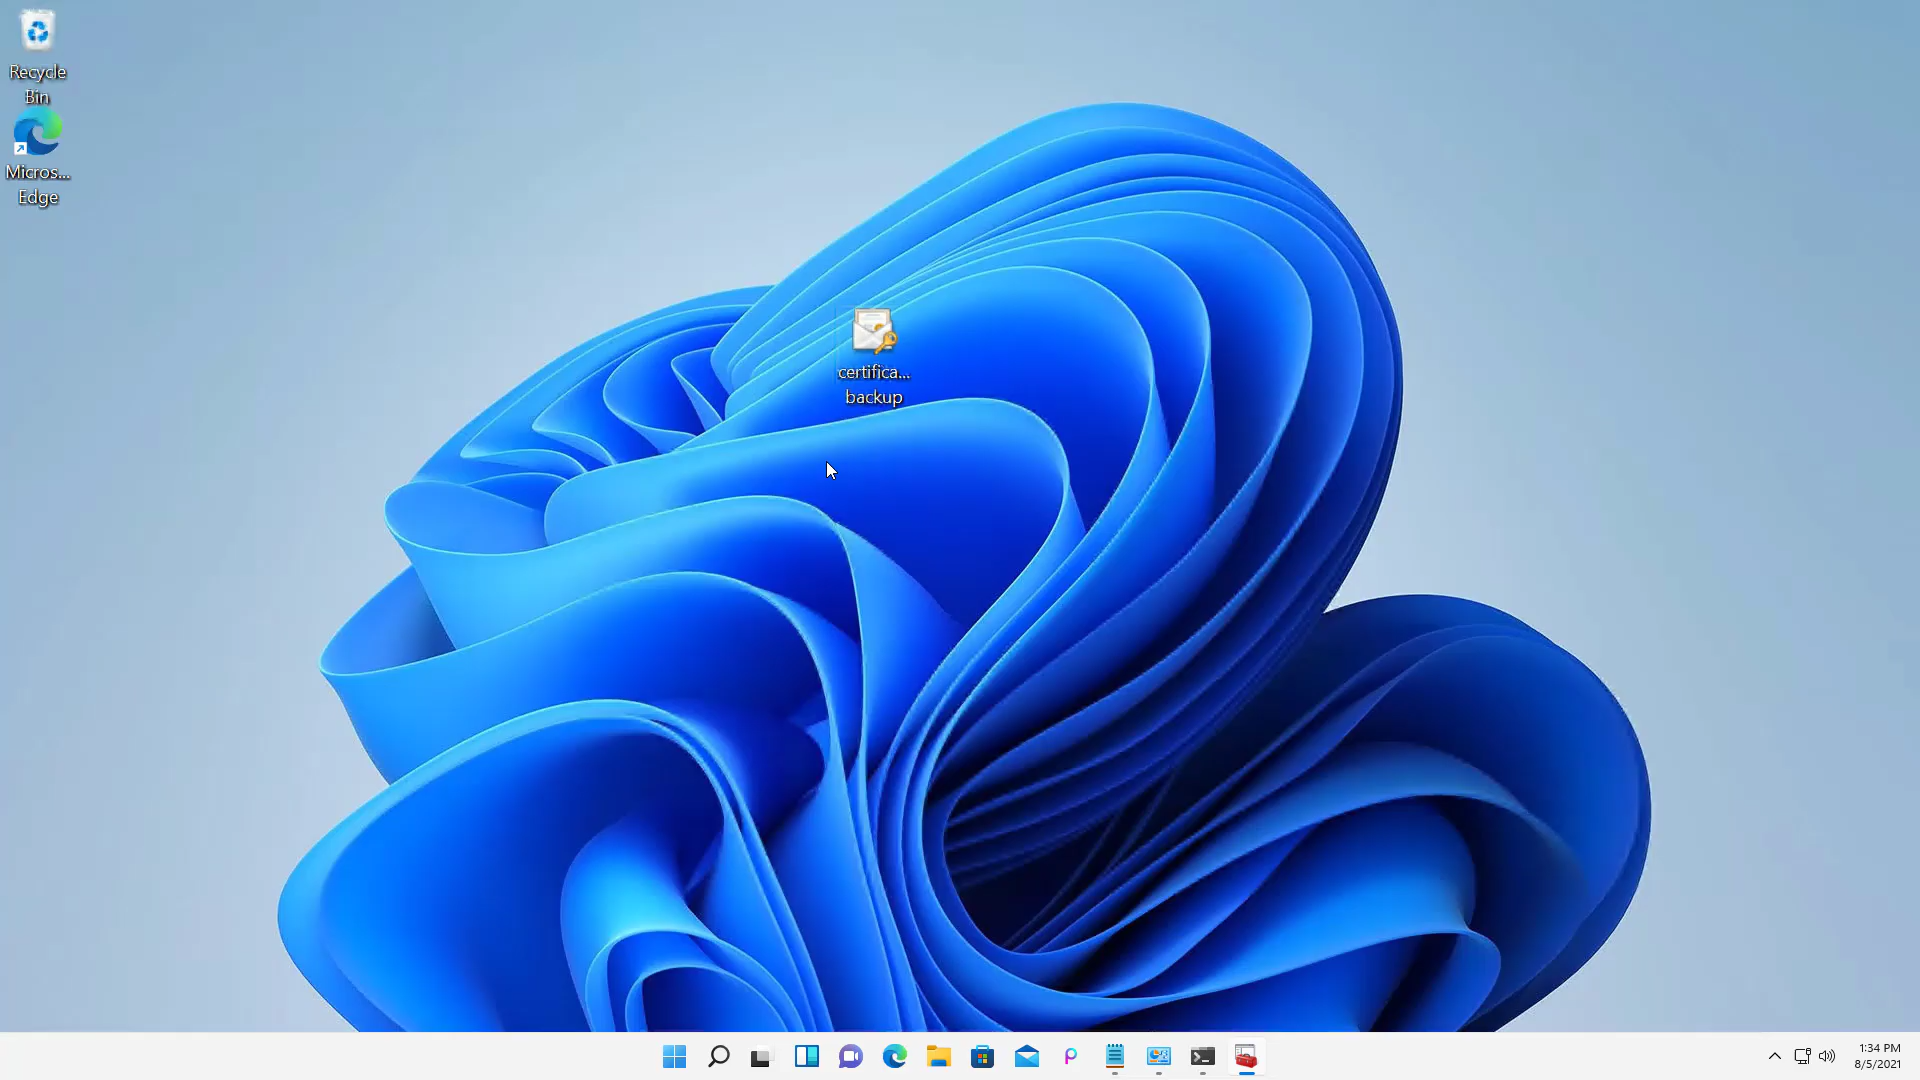 Recycle
Bin
Micros...
Edge
certifica...
backup
1:34 PM
8/5/2021